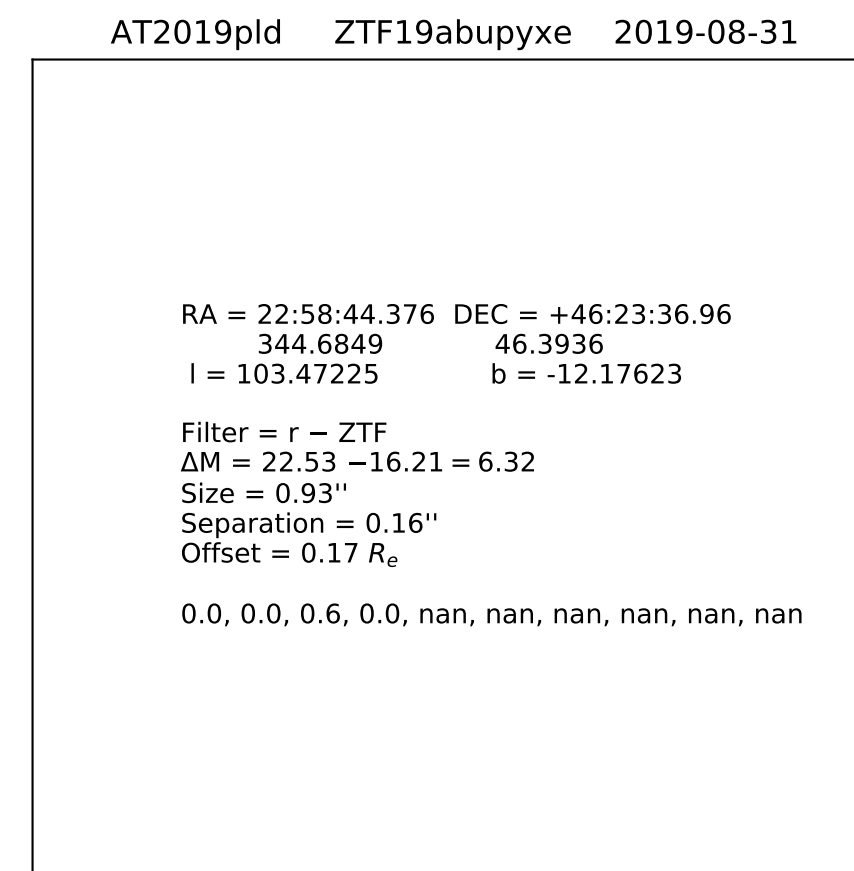 AT2019pld ZTF19abupyxe 2019-08-31
RA = 22:58:44.376 DEC = +46:23:36.96
344.6849 46.3936
l = 103.47225 b = -12.17623
Filter = r − ZTF
ΔM = 22.53 −16.21 = 6.32
Size = 0.93''
Separation = 0.16''
Offset = 0.17 Re
0.0, 0.0, 0.6, 0.0, nan, nan, nan, nan, nan, nan